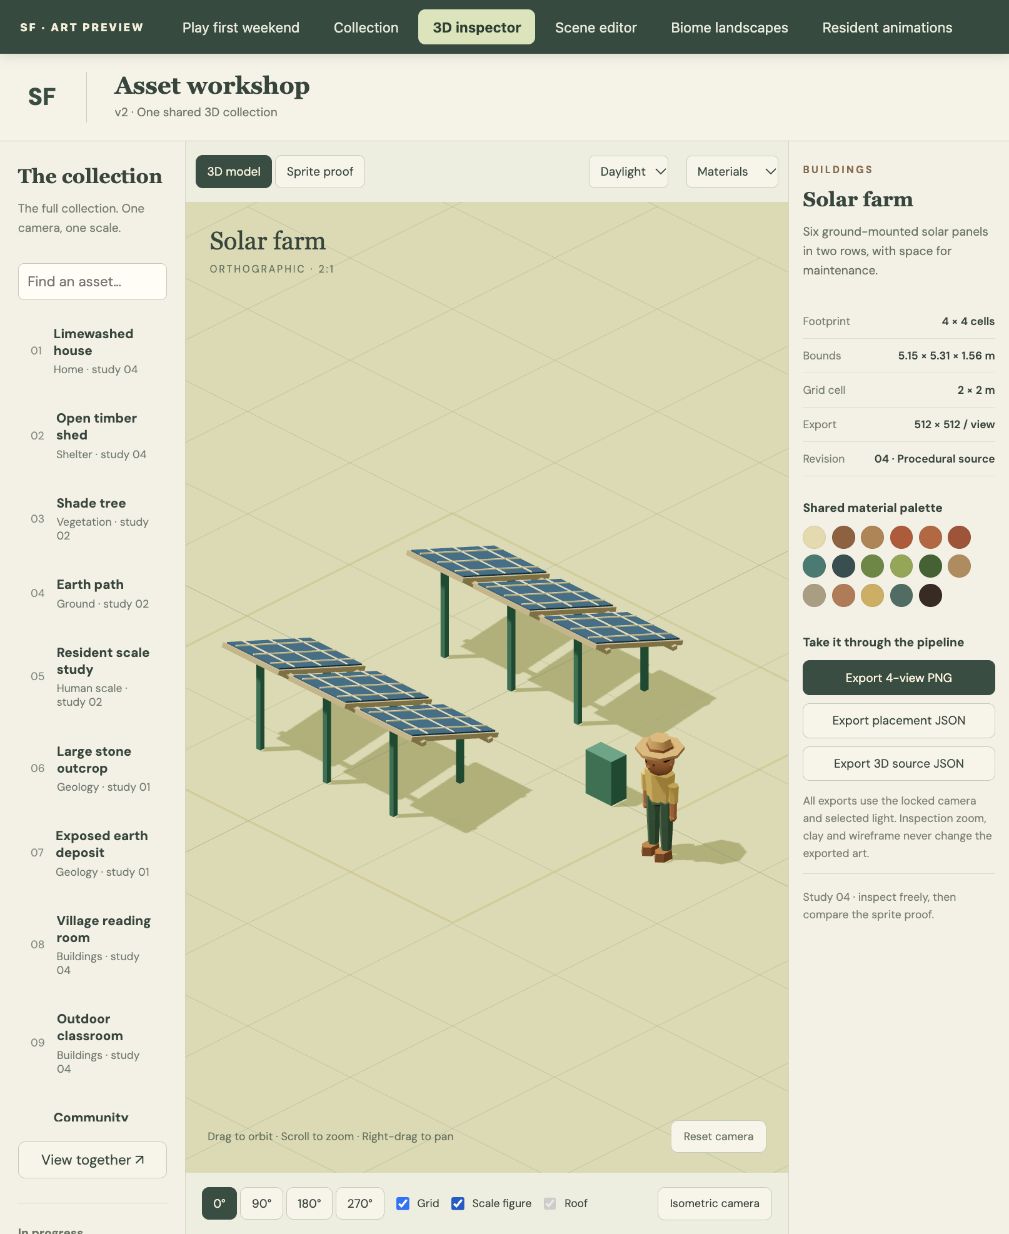 SF · ART PREVIEW
Play first weekend
Collection
3D inspector
Scene editor
Biome landscapes
Resident animations
SF
Asset workshop
v2 · One shared 3D collection
The collection
The full collection. One
camera, one scale.
Find an asset...
01
Limewashed
house
Home · study 04
02
Open timber
shed
Shelter · study 04
03
Shade tree
Vegetation · study
02
04
Earth path
Ground · study 02
05
Resident scale
study
Human scale ·
study 02
06
Large stone
outcrop
Geology · study 01
07
Exposed earth
deposit
Geology · study 01
08
Village reading
room
Buildings · study
04
09
Outdoor
classroom
Buildings · study
04
Community
View together ↗
In progress
3D model
Sprite proof
Daylight
Materials
Solar farm
ORTHOGRAPHIC · 2:1
Drag to orbit · Scroll to zoom · Right-drag to pan
Reset camera
0°
90°
180°
270°
Grid
Scale figure
Roof
Isometric camera
BUILDINGS
Solar farm
Six ground-mounted solar panels
in two rows, with space for
maintenance.
Footprint 4 × 4 cells
Bounds 5.15 × 5.31 × 1.56 m
Grid cell 2 × 2 m
Export 512 × 512 / view
Revision 04 · Procedural source
Shared material palette
Take it through the pipeline
Export 4-view PNG
Export placement JSON
Export 3D source JSON
All exports use the locked camera
and selected light. Inspection zoom,
clay and wireframe never change the
exported art.
Study 04 · inspect freely, then
compare the sprite proof.